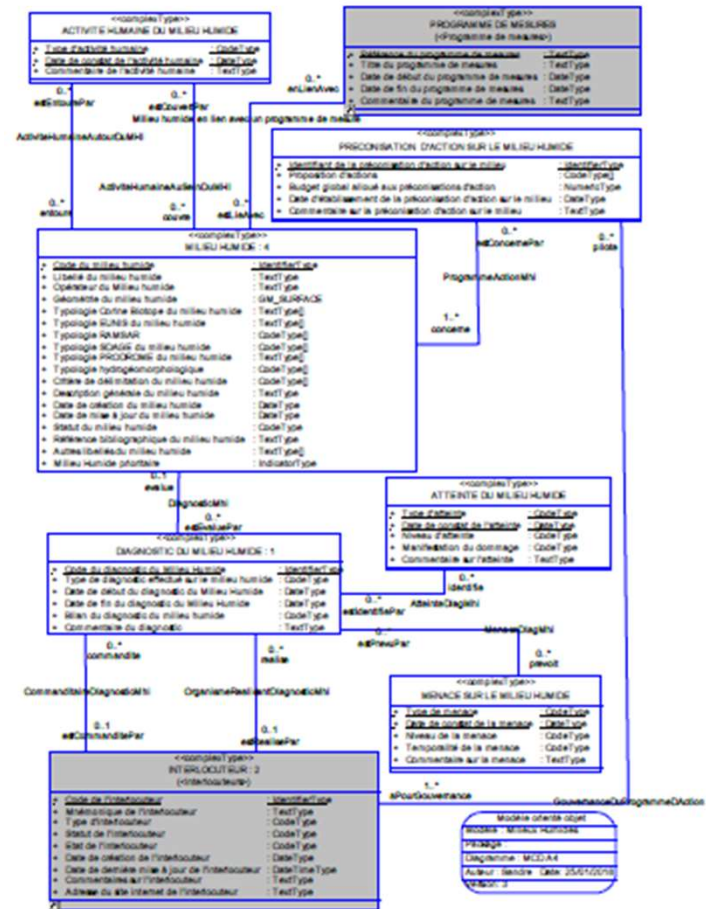 <<complexType>>
ACTIVITE HUMAINE DU MILIEU HUMIDE
+ Type d'activité humaine : CodeType
+ Date de constat de l'activité humaine : DateType
+ Commentaire de l'activité humaine : TextType
<<complexType>>
PROGRAMME DE MESURES
(<Programme de mesures>)
+ Référence du programme de mesures : TextType
+ Titre du programme de mesures : TextType
+ Date de début du programme de mesures : DateType
+ Date de fin du programme de mesures : DateType
+ Commentaire du programme de mesures : TextType
0..*
estEntourePar
0..*
estCouvertPar
0..*
enLienAvec
Milieu humide en lien avec un programme de mesure
ActiviteHumaineAutourDuMHI
<<complexType>>
PRECONISATION D'ACTION SUR LE MILIEU HUMIDE
+ Identifiant de la préconisation d'action sur le milieu : IdentifierType
+ Proposition d'actions : CodeType[]
+ Budget global alloué aux préconisations d'action : NumericType
+ Date d'établissement de la préconisation d'action sur le milieu : DateType
+ Commentaire sur la préconisation d'action sur le milieu : TextType
ActiviteHumaineAuSeinDuMHI
0..*
entoure
0..*
couvre
0..*
estLieAvec
0..*
estConcernePar
0..*
pilote
<<complexType>>
MILIEU HUMIDE : 4
+ Code du milieu humide : IdentifierType
+ Libellé du milieu humide : TextType
+ Opérateur du Milieu humide : TextType
+ Géométrie du milieu humide : GM_SURFACE
+ Typologie Corine Biotope du milieu humide : TextType[]
+ Typologie EUNIS du milieu humide : TextType[]
+ Typologie RAMSAR : CodeType[]
+ Typologie SDAGE du milieu humide : CodeType[]
+ Typologie PRODROME du milieu humide : TextType[]
+ Typologie hydrogéomorphologique : CodeType[]
+ Critère de délimitation du milieu humide : CodeType[]
+ Description générale du milieu humide : TextType
+ Date de création du milieu humide : DateType
+ Date de mise à jour du milieu humide : DateType
+ Statut du milieu humide : CodeType
+ Référence bibliographique du milieu humide : TextType
+ Autres libellés du milieu humide : TextType[]
+ Milieu Humide prioritaire : IndicatorType
ProgrammeActionMhi
1..*
concerne
0..1
evalue
DiagnosticMhi
0..*
estEvaluePar
<<complexType>>
ATTEINTE DU MILIEU HUMIDE
+ Type d'atteinte : CodeType
+ Date de constat de l'atteinte : DateType
+ Niveau d'atteinte : CodeType
+ Manifestation du dommage : CodeType
+ Commentaire sur l'atteinte : TextType
<<complexType>>
DIAGNOSTIC DU MILIEU HUMIDE : 1
+ Code du diagnostic du Milieu Humide : IdentifierType
+ Type de diagnostic effectué sur le milieu humide : CodeType
+ Date de début du diagnostic du Milieu Humide : DateType
+ Date de fin du diagnostic du Milieu Humide : DateType
+ Bilan du diagnostic du milieu humide : CodeType
+ Commentaire du diagnostic : TextType
0..*
identifie
0..*
estIdentifiePar
AtteinteDiagMhi
0..*
estPrevuPar
MenaceDiagMhi
0..*
prevoit
0..*
commandite
0..*
realise
CommanditaireDiagnosticMhi
OrganismeRealisantDiagnosticMhi
<<complexType>>
MENACE SUR LE MILIEU HUMIDE
+ Type de menace : CodeType
+ Date de constat de la menace : DateType
+ Niveau de la menace : CodeType
+ Temporalité de la menace : CodeType
+ Commentaire sur la menace : TextType
0..1
estCommanditePar
0..1
estRealisePar
<<complexType>>
INTERLOCUTEUR : 2
(<Interlocuteurs>)
+ Code de l'interlocuteur : IdentifierType
+ Mnémonique de l'interlocuteur : TextType
+ Type d'interlocuteur : CodeType
+ Statut de l'interlocuteur : CodeType
+ Etat de l'interlocuteur : CodeType
+ Date de création de l'interlocuteur : DateType
+ Date de dernière mise à jour de l'interlocuteur : DateTimeType
+ Commentaires sur l'interlocuteur : TextType
+ Adresse du site internet de l'interlocuteur : TextType
1..*
aPourGouvernance
GouvernanceDuProgrammeDAction
Modèle orienté objet
Modèle : Milieux Humides
Package :
Diagramme : MCD A4
Auteur : Sandre Date: 25/01/2018
Version: 3